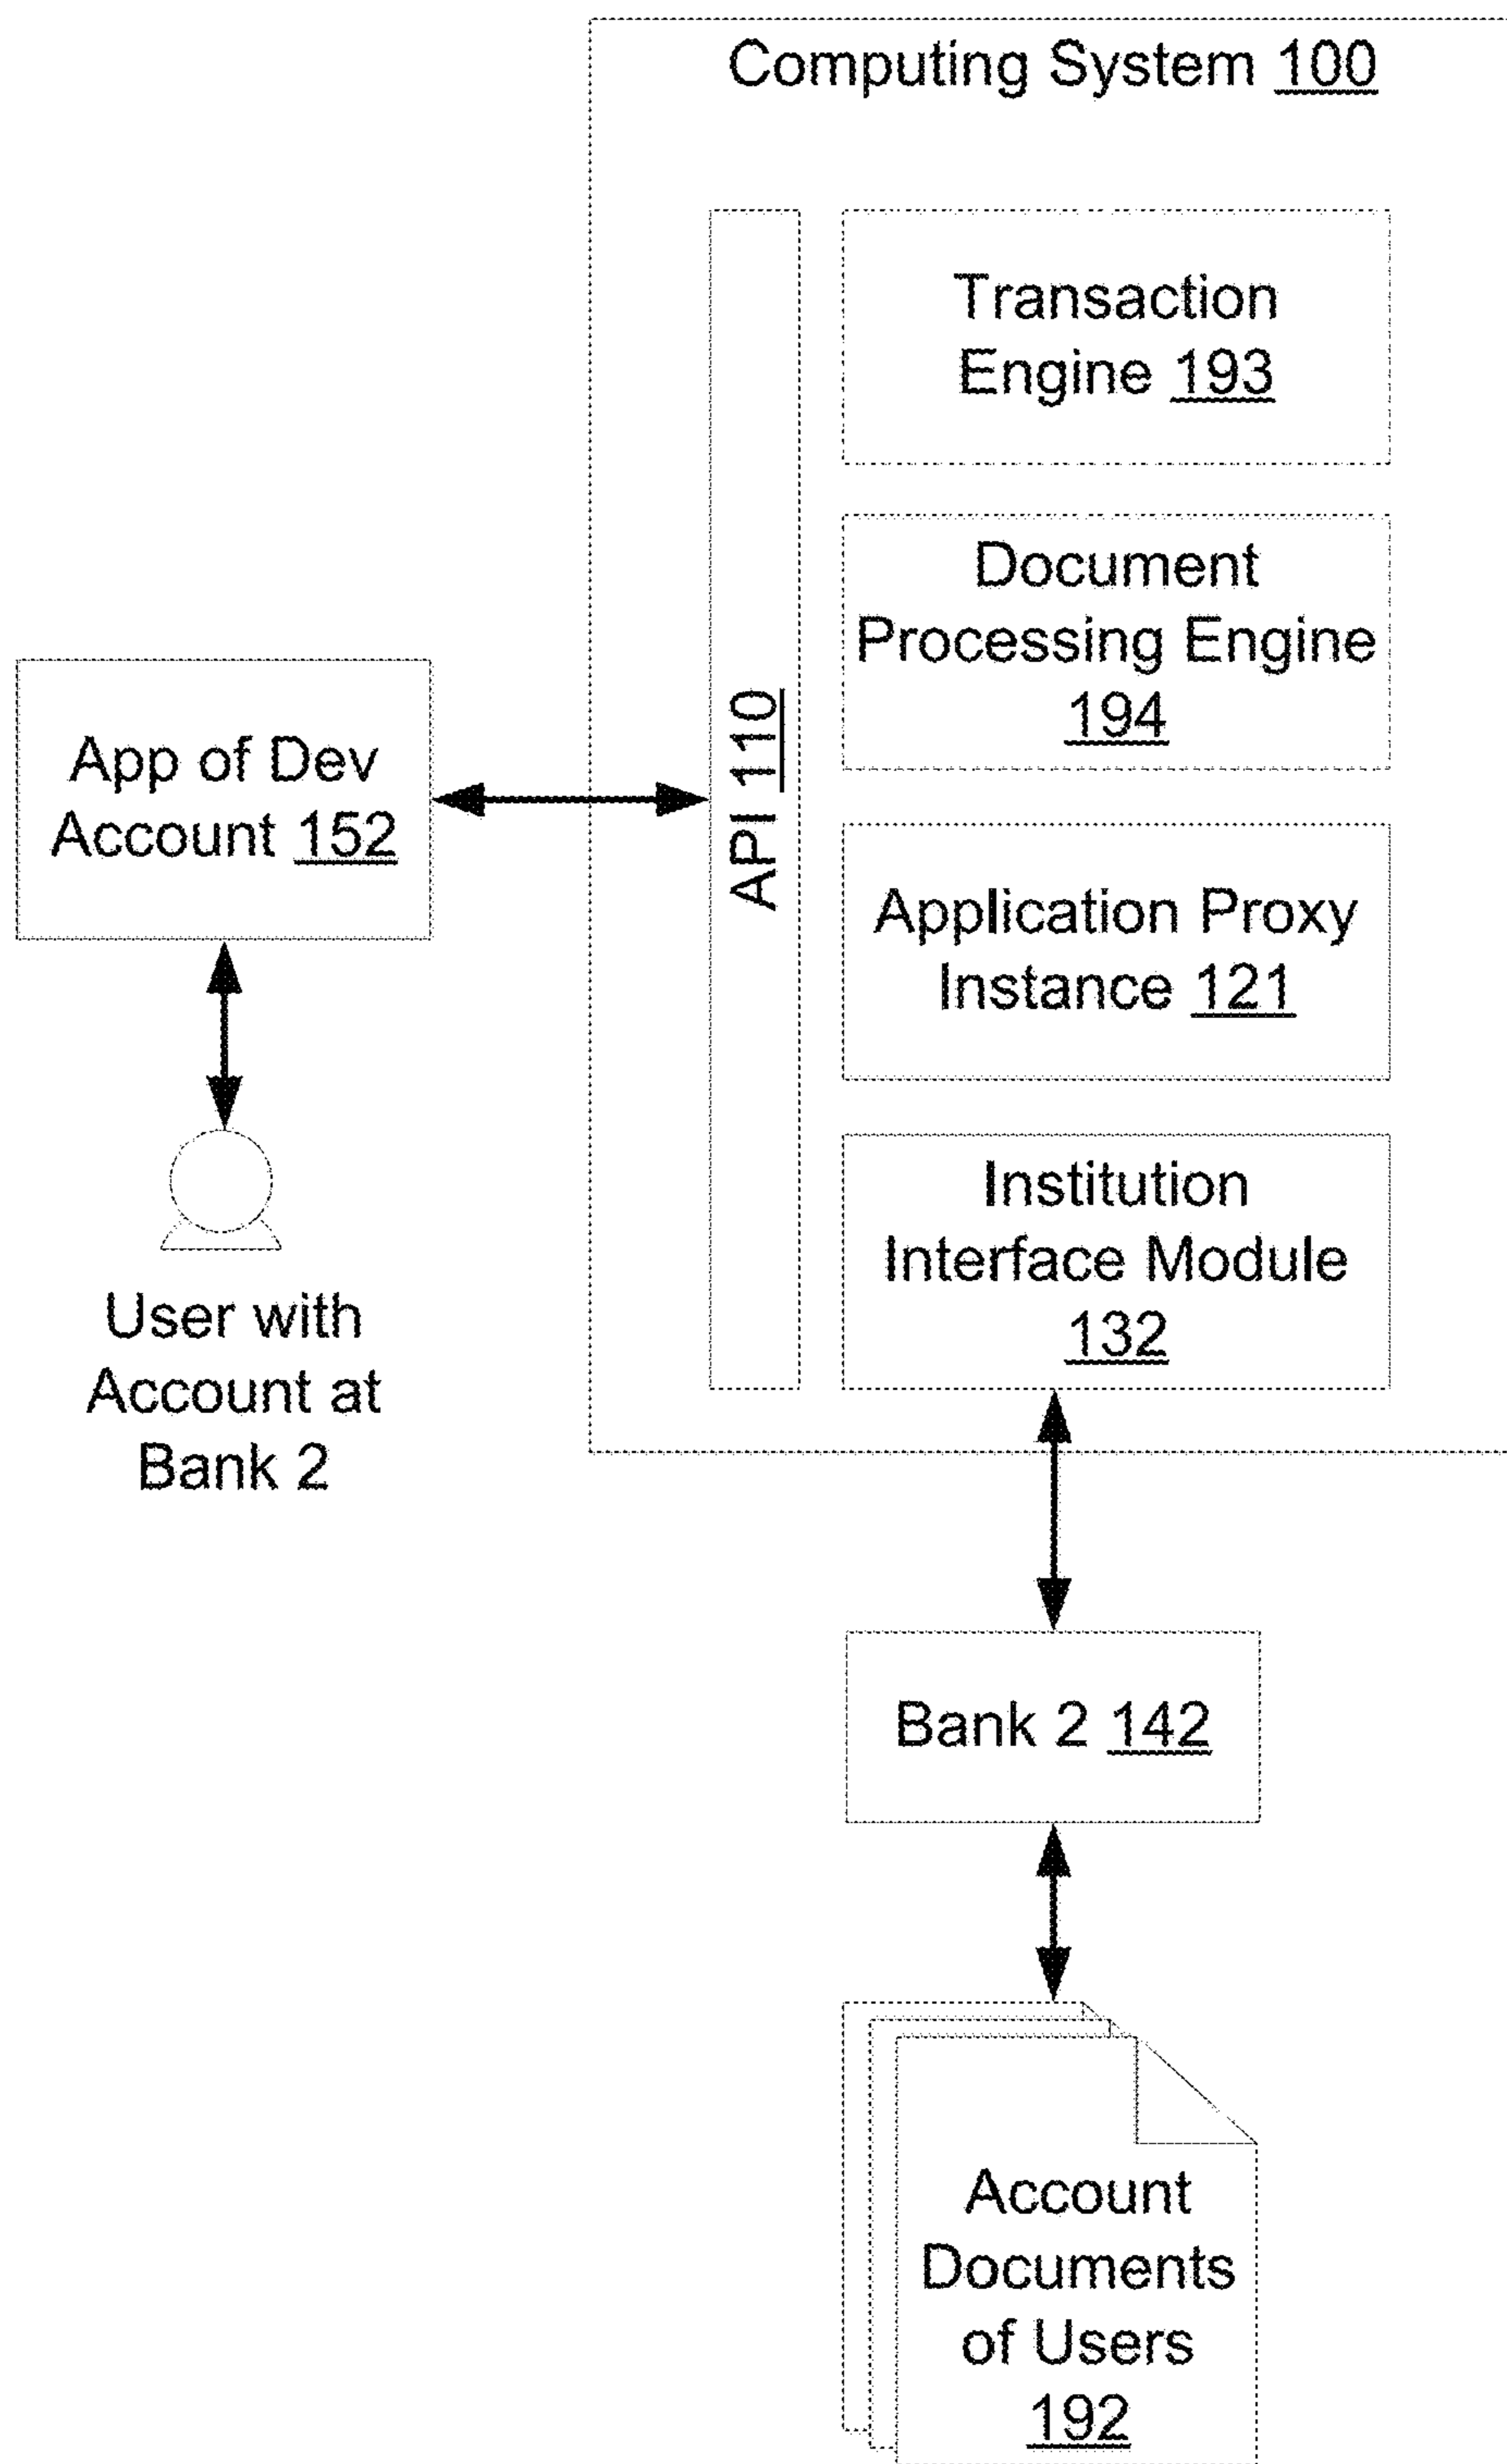 Computing System 100
Transaction
Engine 193
Document
Processing Engine
194
API 110
App of Dev
Account 152
Application Proxy
Instance 121
Institution
Interface Module
132
User with
Account at
Bank 2
Bank 2 142
Account
Documents
of Users
192